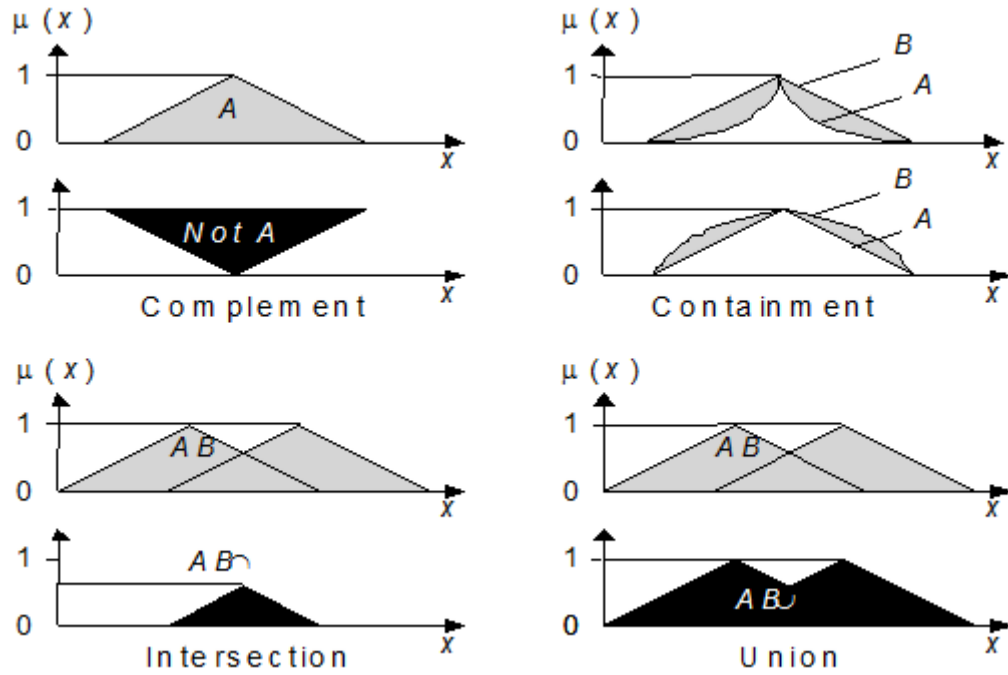 μ (x)
1
A
0
x
1
Not A
0
x
Complement
B
1
A
0
x
B
1
A
0
x
Containment
μ (x)
1
A B
0
x
A B∩
1
0
x
Intersection
μ (x)
1
A B
0
x
1
A B∪
0
x
Union
μ (x)